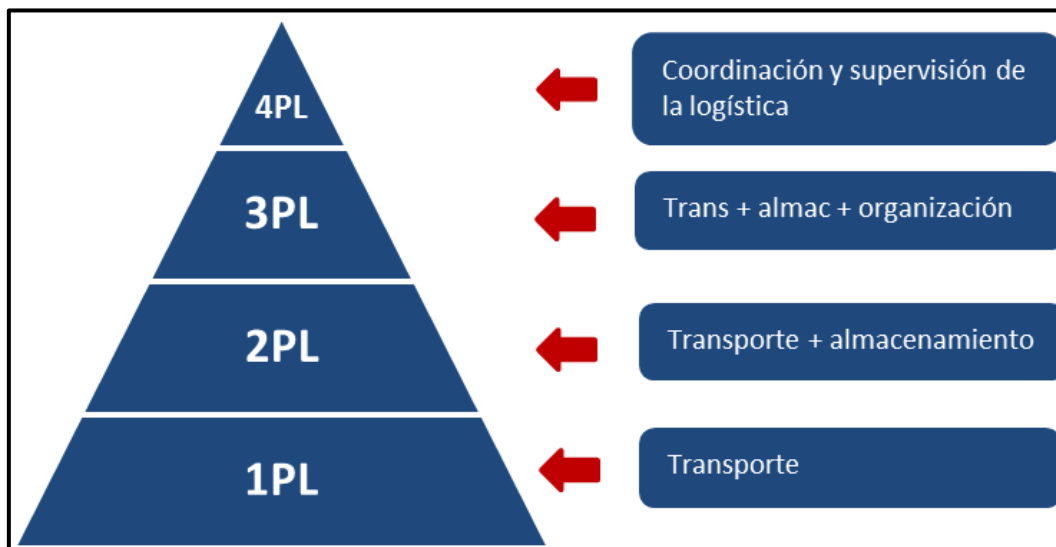 4PL
Coordinación y supervisión de
la logística
3PL
Trans + almac + organización
2PL
Transporte + almacenamiento
1PL
Transporte